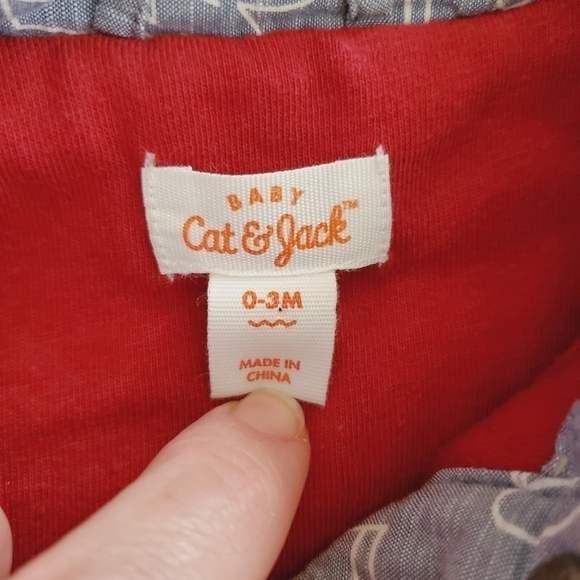 BABY
Cat & Jack™
0-3M
MADE IN
CHINA